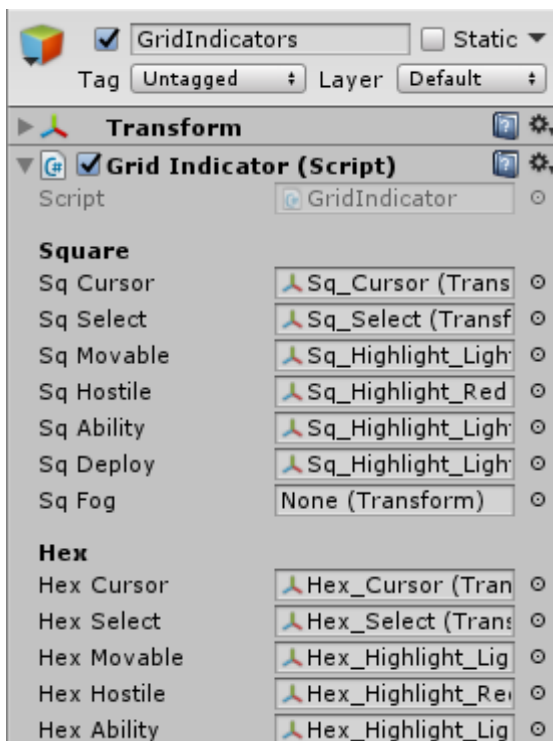 GridIndicators Static
Tag Untagged Layer Default
Transform
Grid Indicator (Script)
Script GridIndicator
Square
Sq Cursor Sq_Cursor (Trans
Sq Select Sq_Select (Transf
Sq Movable Sq_Highlight_Ligh
Sq Hostile Sq_Highlight_Red
Sq Ability Sq_Highlight_Ligh
Sq Deploy Sq_Highlight_Ligh
Sq Fog None (Transform)
Hex
Hex Cursor Hex_Cursor (Tran
Hex Select Hex_Select (Trans
Hex Movable Hex_Highlight_Lig
Hex Hostile Hex_Highlight_Re
Hex Ability Hex_Highlight_Lig